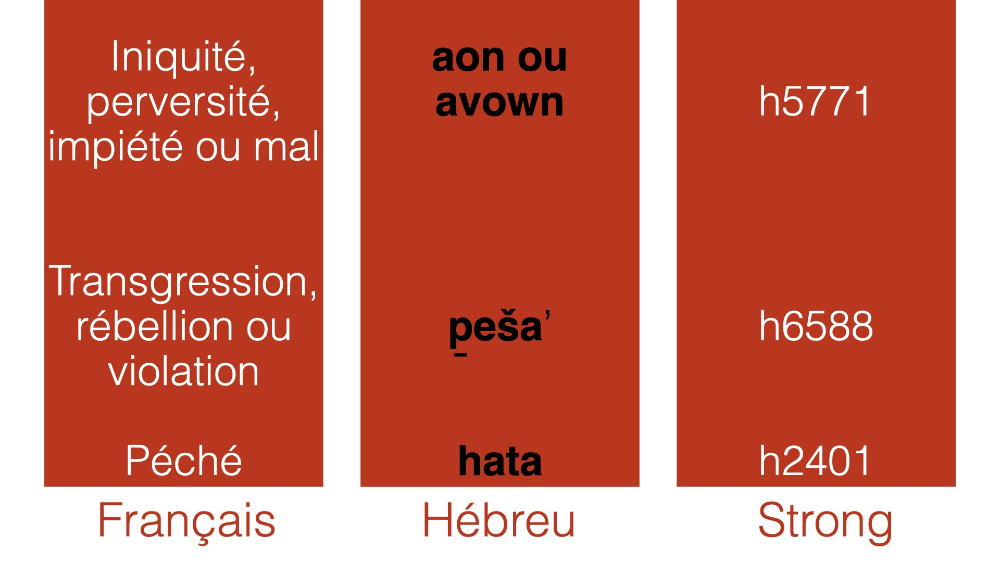 Iniquité,
perversité,
impiété ou mal
Transgression,
rébellion ou
violation
Péché
Français
aon ou
avown
p̱eša’
hata
Hébreu
h5771
h6588
h2401
Strong